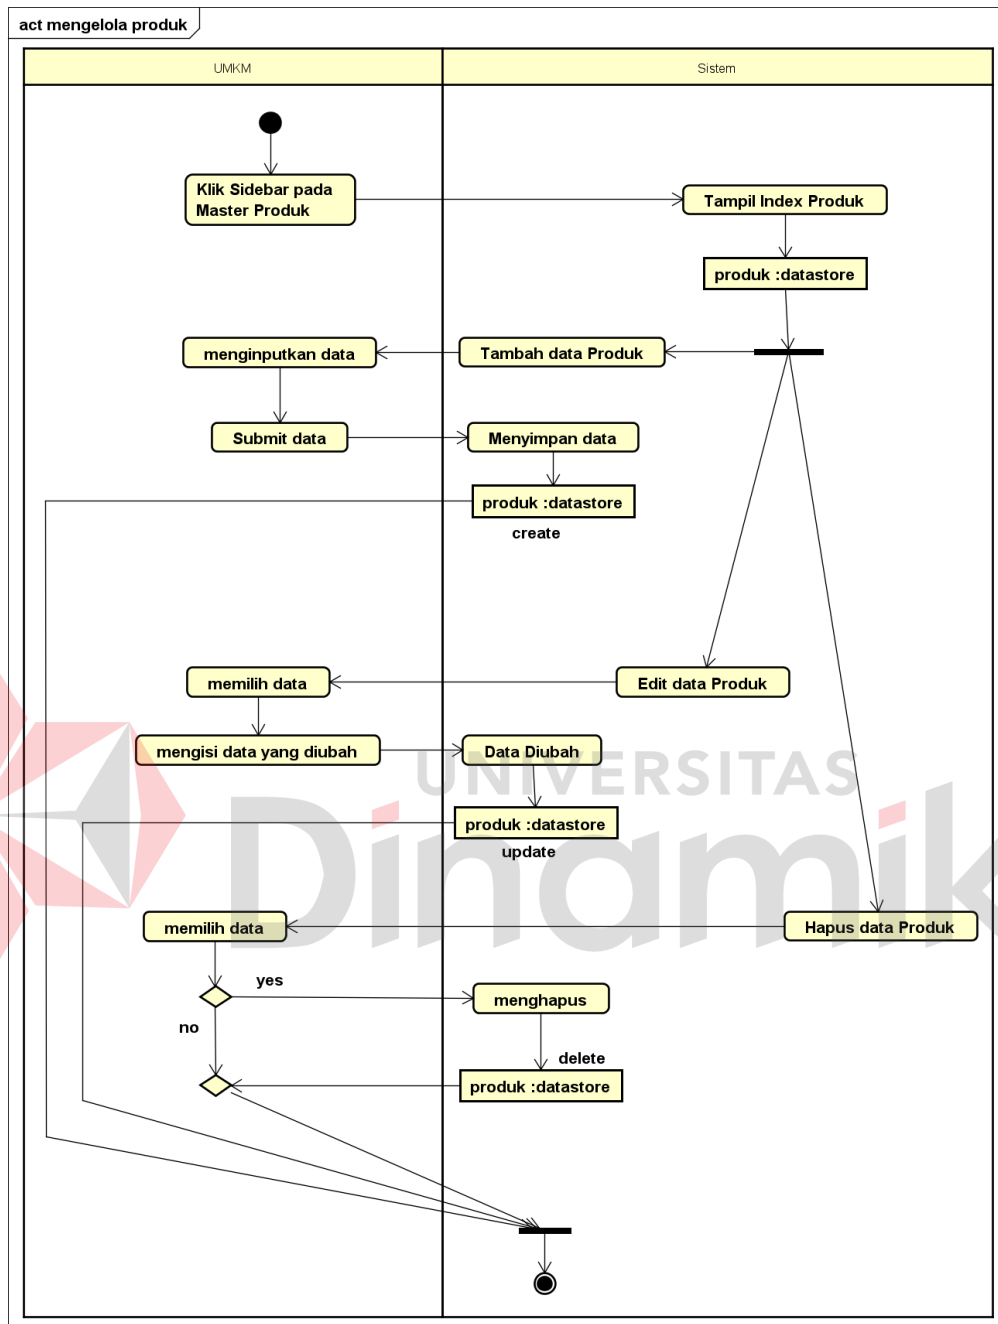 act mengelola produk
UMKM
Sistem
Klik Sidebar pada
Master Produk
Tampil Index Produk
produk :datastore
menginputkan data
Tambah data Produk
Submit data
Menyimpan data
produk :datastore
create
memilih data
Edit data Produk
mengisi data yang diubah
Data Diubah
UNIVERSITAS
Dinamik
produk :datastore
update
memilih data
Hapus data Produk
yes
menghapus
no
delete
produk :datastore